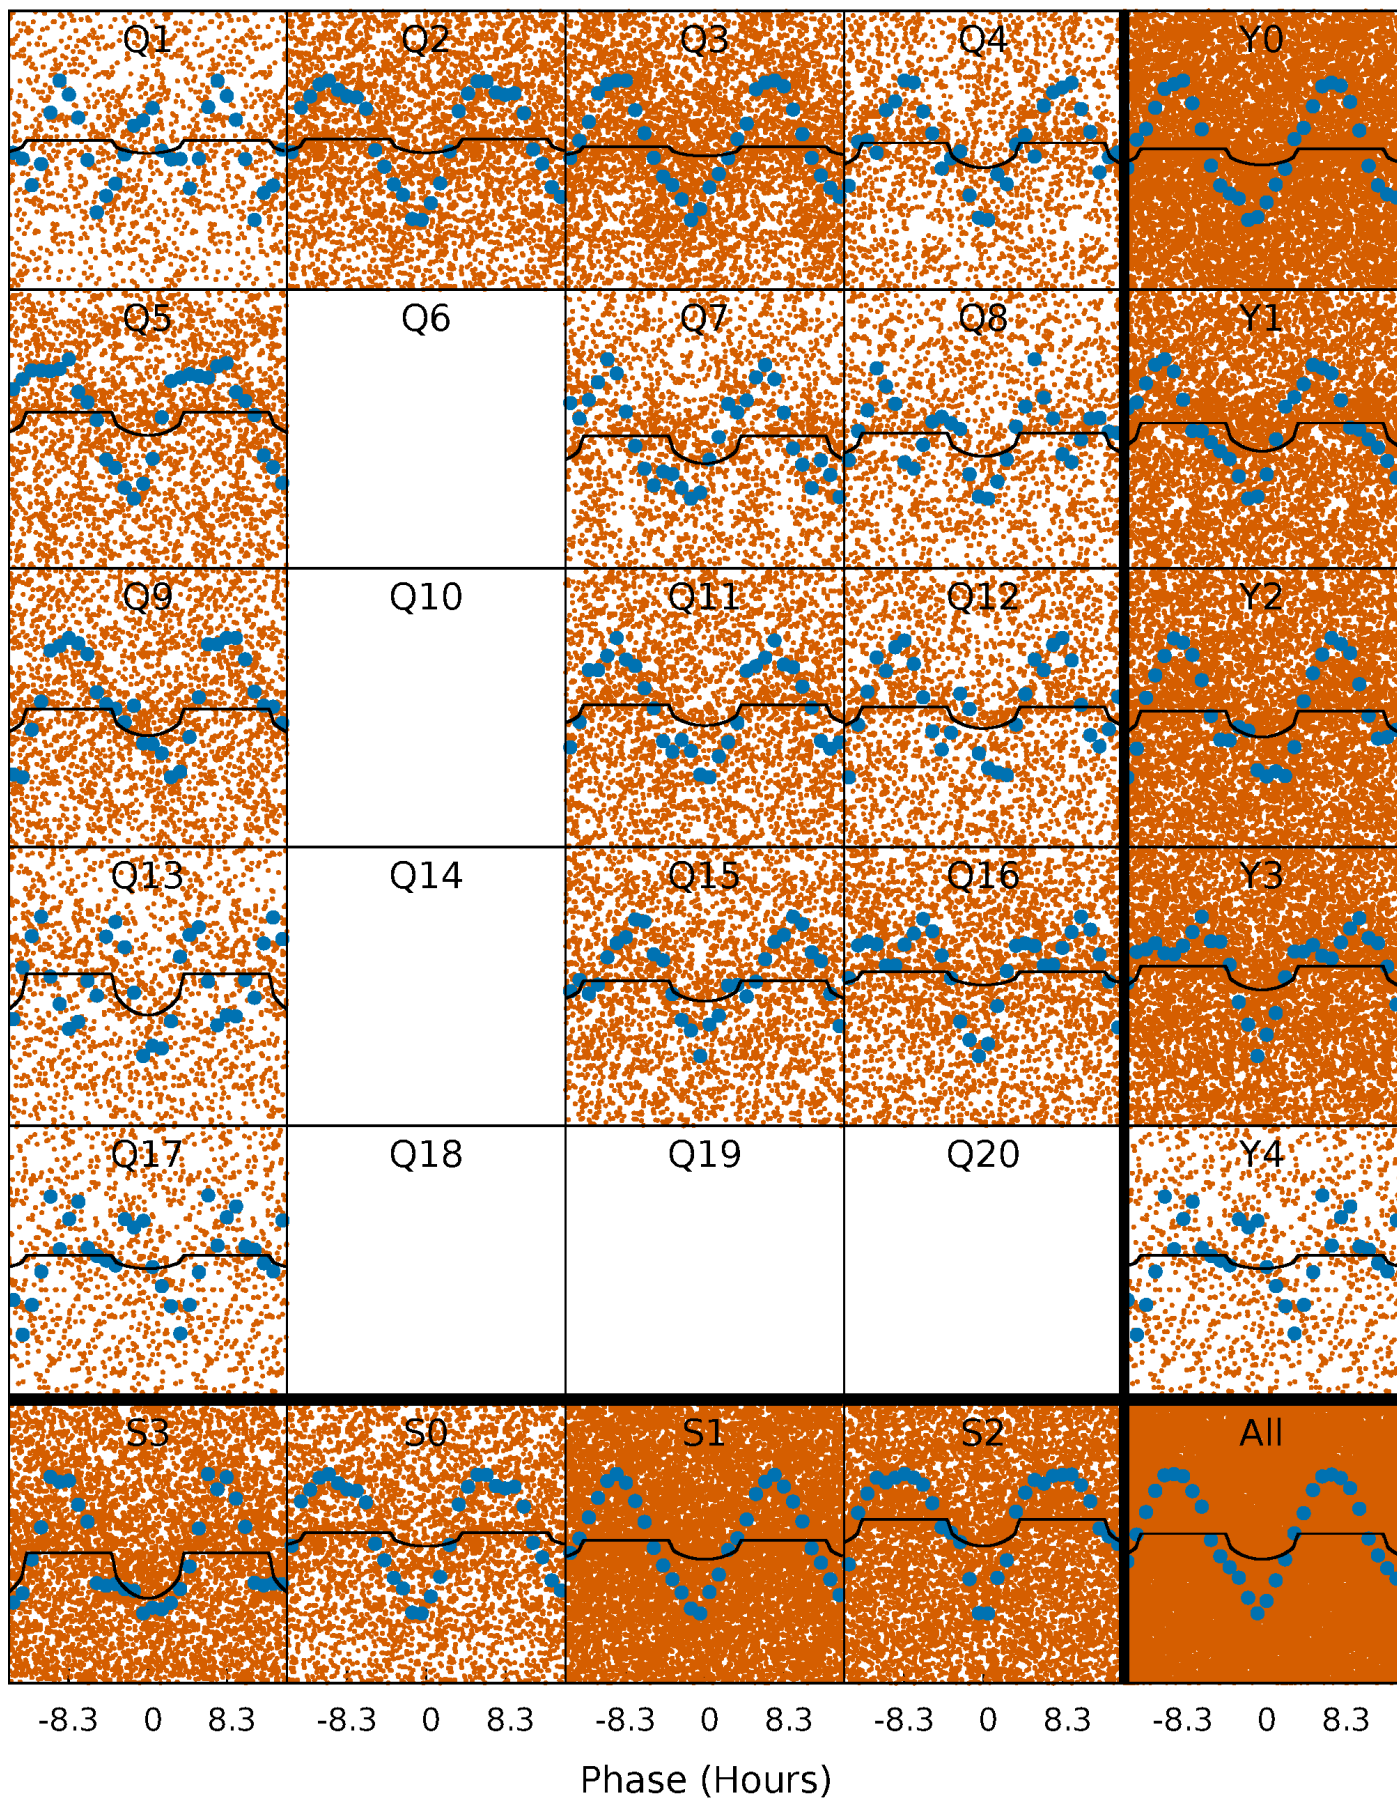 Q1 Q2 Q3 Q4 Y0
Q5 Q6 Q7 Q8 Y1
Q9 Q10 Q11 Q12 Y2
Q13 Q14 Q15 Q16 Y3
Q17 Q18 Q19 Q20 Y4
S3 S0 S1 S2 All
-8.3 0 8.3 -8.3 0 8.3 -8.3 0 8.3 -8.3 0 8.3 -8.3 0 8.3
Phase (Hours)